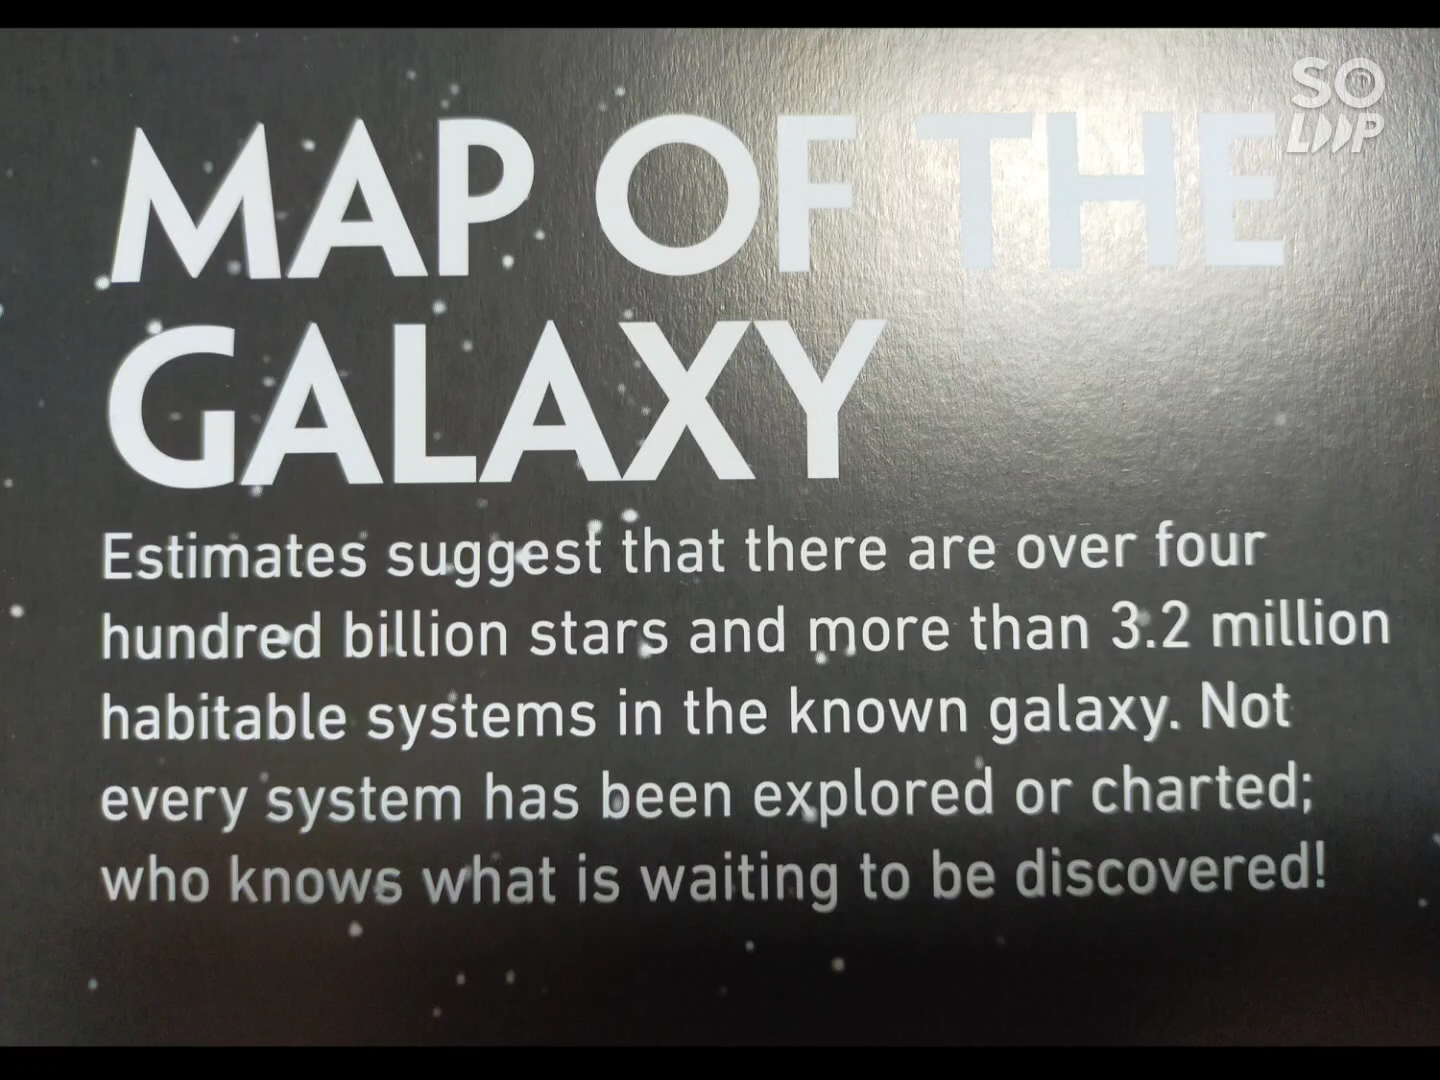 SO
LOOP
MAP OF THE
GALAXY
Estimates suggest that there are over four
hundred billion stars and more than 3.2 million
habitable systems in the known galaxy. Not
every system has been explored or charted;
who knows what is waiting to be discovered!